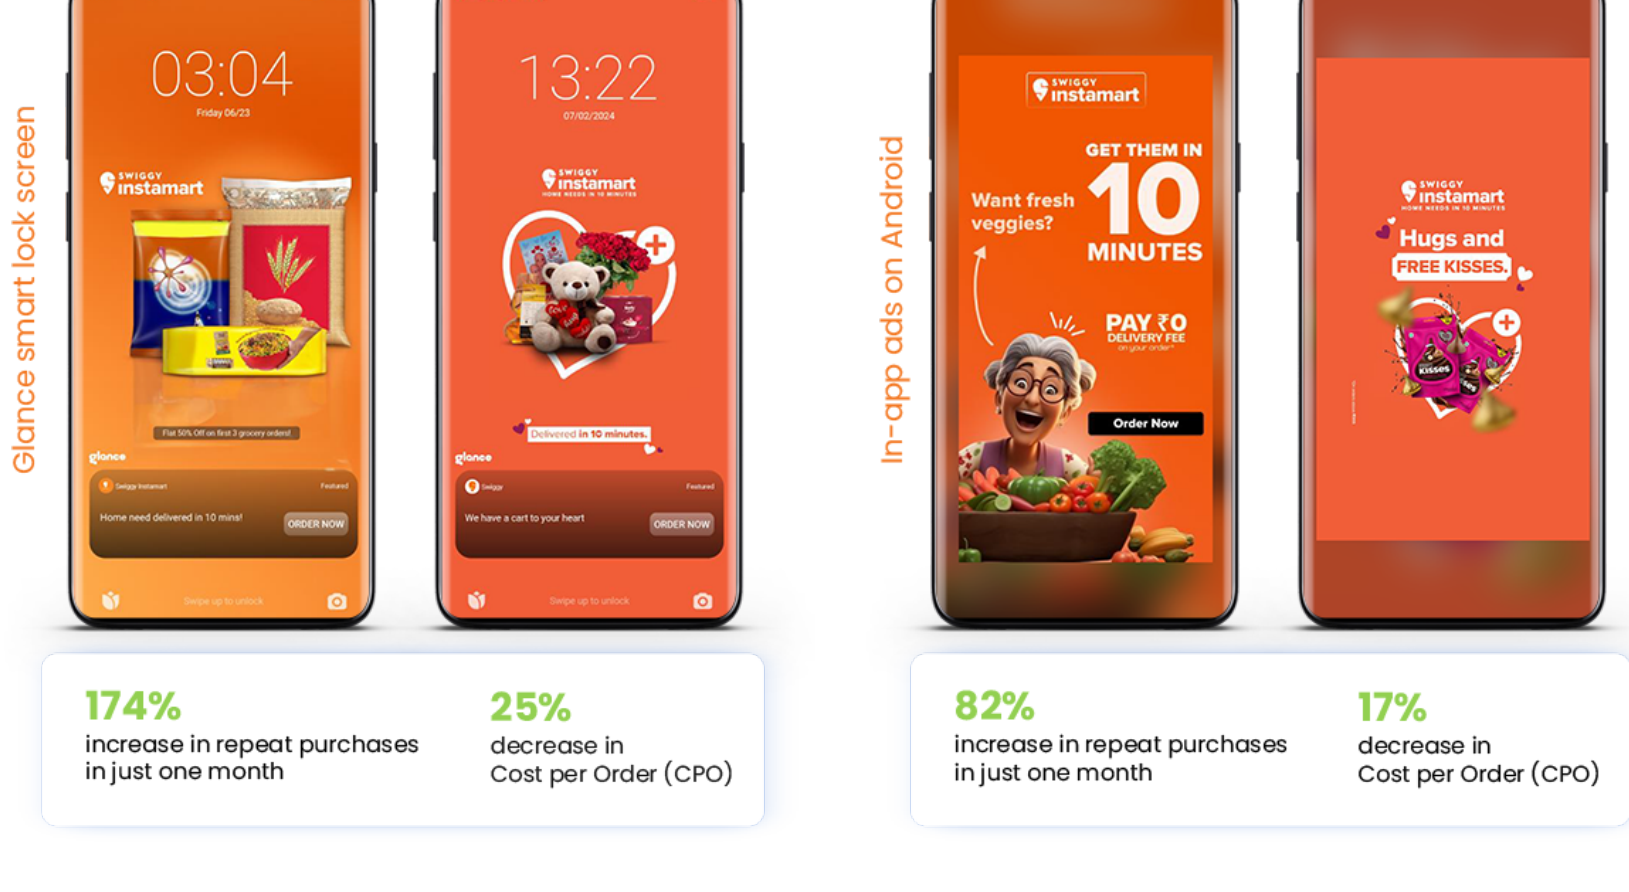 Glance smart lock screen
03:04
Friday 06/23
SWIGGY
instamart
Flat 50% Off on first 3 grocery orders!
glance
Swiggy Instamart
Featured
Home need delivered in 10 mins!
ORDER NOW
Swipe up to unlock
13:22
07/02/2024
SWIGGY
instamart
HOME NEEDS IN 10 MINUTES
Delivered in 10 minutes.
glance
Swiggy
Featured
We have a cart to your heart
ORDER NOW
Swipe up to unlock
174%
increase in repeat purchases
in just one month
25%
decrease in
Cost per Order (CPO)
In-app ads on Android
SWIGGY
instamart
GET THEM IN
10
MINUTES
Want fresh
veggies?
PAY ₹0
DELIVERY FEE
on your order
Order Now
SWIGGY
instamart
HOME NEEDS IN 10 MINUTES
Hugs and
FREE KISSES.
KISSES
82%
increase in repeat purchases
in just one month
17%
decrease in
Cost per Order (CPO)